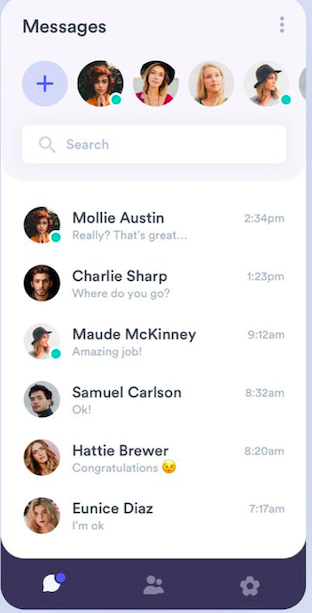 Messages
Search
Mollie Austin 2:34pm
Really? That's great...
Charlie Sharp 1:23pm
Where do you go?
Maude McKinney 9:12am
Amazing job!
Samuel Carlson 8:32am
Ok!
Hattie Brewer 8:20am
Congratulations 😉
Eunice Diaz 7:17am
I'm ok